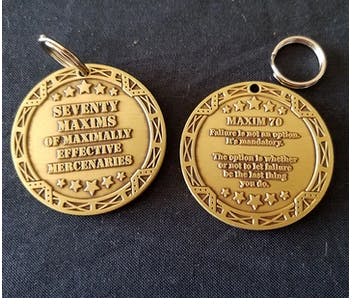 SEVENTY
MAXIMS
OF MAXIMALLY
EFFECTIVE
MERCENARIES
MAXIM 70
Failure is not an option.
It's mandatory.
The option is whether
or not to let failure
be the last thing
you do.